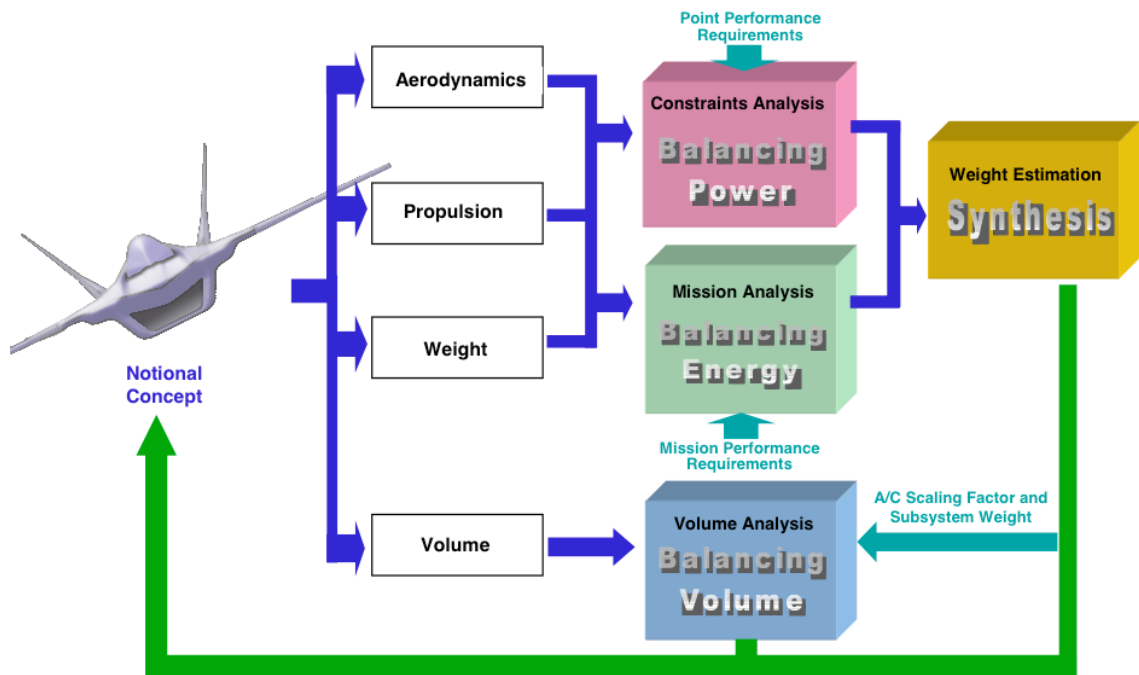 Point Performance
Requirements
Aerodynamics
Constraints Analysis
Balancing
Power
Weight Estimation
Synthesis
Propulsion
Mission Analysis
Balancing
Energy
Weight
Notional
Concept
Mission Performance
Requirements
A/C Scaling Factor and
Subsystem Weight
Volume
Volume Analysis
Balancing
Volume